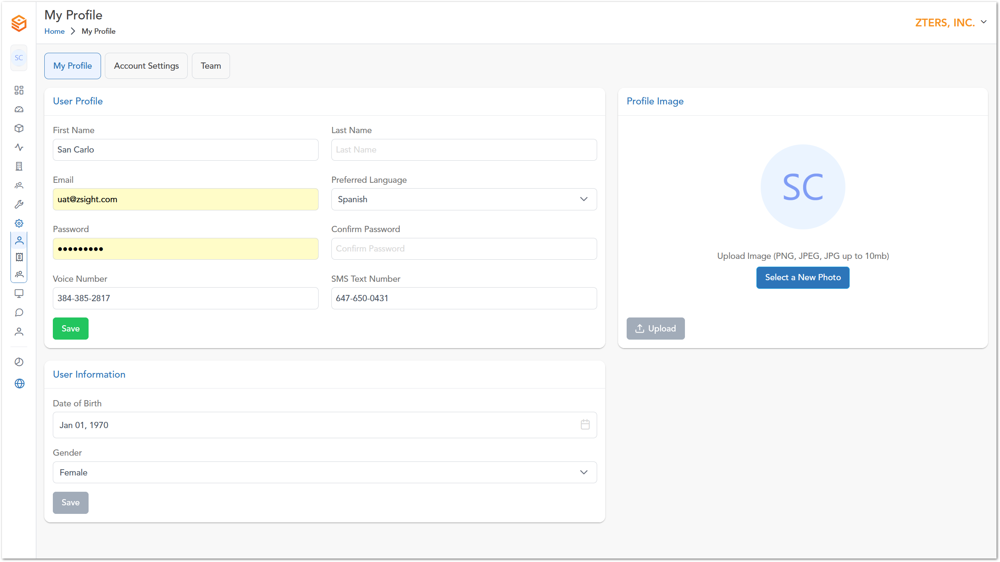 My Profile
Home > My Profile
ZTERS, INC.
SC
My Profile
Account Settings
Team
User Profile
First Name
San Carlo
Last Name
Last Name
Email
uat@zsight.com
Preferred Language
Spanish
Password
•••••••••
Confirm Password
Confirm Password
Voice Number
384-385-2817
SMS Text Number
647-650-0431
Save
Profile Image
SC
Upload Image (PNG, JPEG, JPG up to 10mb)
Select a New Photo
Upload
User Information
Date of Birth
Jan 01, 1970
Gender
Female
Save